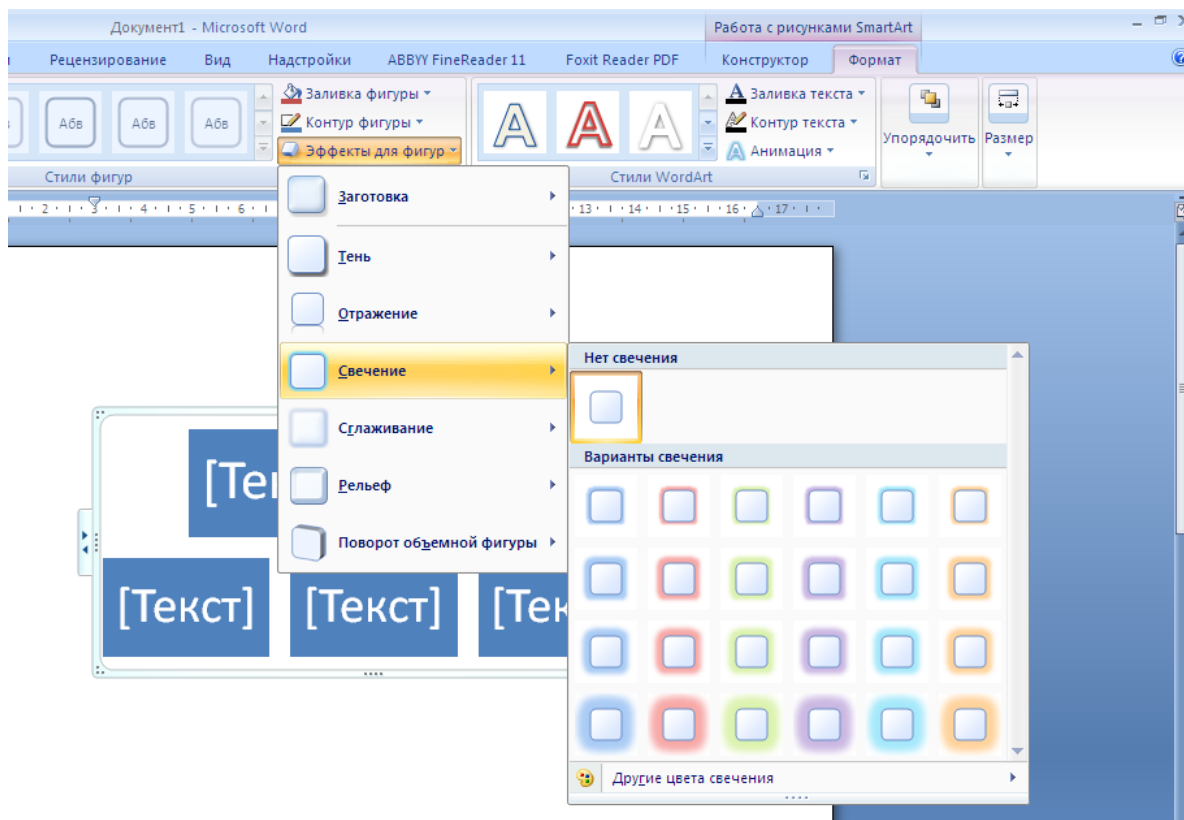 Документ1 - Microsoft Word
Работа с рисунками SmartArt
Рецензирование Вид Надстройки ABBYY FineReader 11 Foxit Reader PDF Конструктор Формат
Абв Абв Абв
Заливка фигуры
Контур фигуры
Эффекты для фигур
А А А
Заливка текста
Контур текста
Анимация
Упорядочить
Размер
Стили фигур
Стили WordArt
2 3 4 5 6 13 14 15 16 17
Заготовка
Тень
Отражение
Свечение
Сглаживание
Рельеф
Поворот объемной фигуры
Нет свечения
Варианты свечения
Другие цвета свечения
[Текст] [Текст]